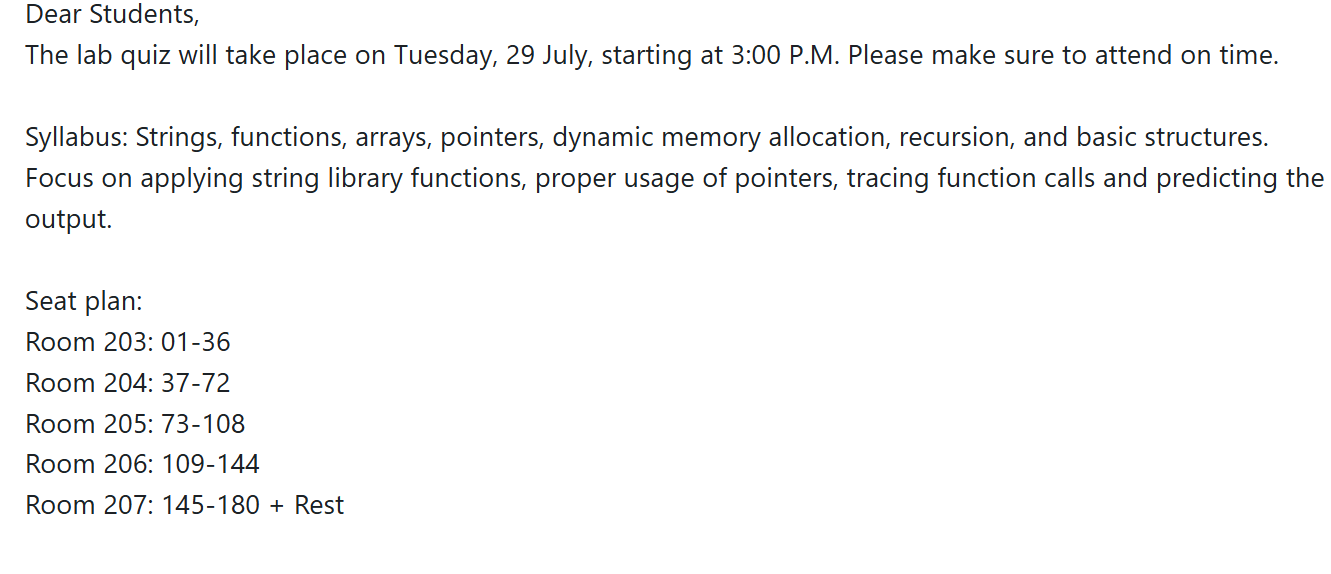 Dear Students,
The lab quiz will take place on Tuesday, 29 July, starting at 3:00 P.M. Please make sure to attend on time.
Syllabus: Strings, functions, arrays, pointers, dynamic memory allocation, recursion, and basic structures.
Focus on applying string library functions, proper usage of pointers, tracing function calls and predicting the
output.
Seat plan:
Room 203: 01-36
Room 204: 37-72
Room 205: 73-108
Room 206: 109-144
Room 207: 145-180 + Rest